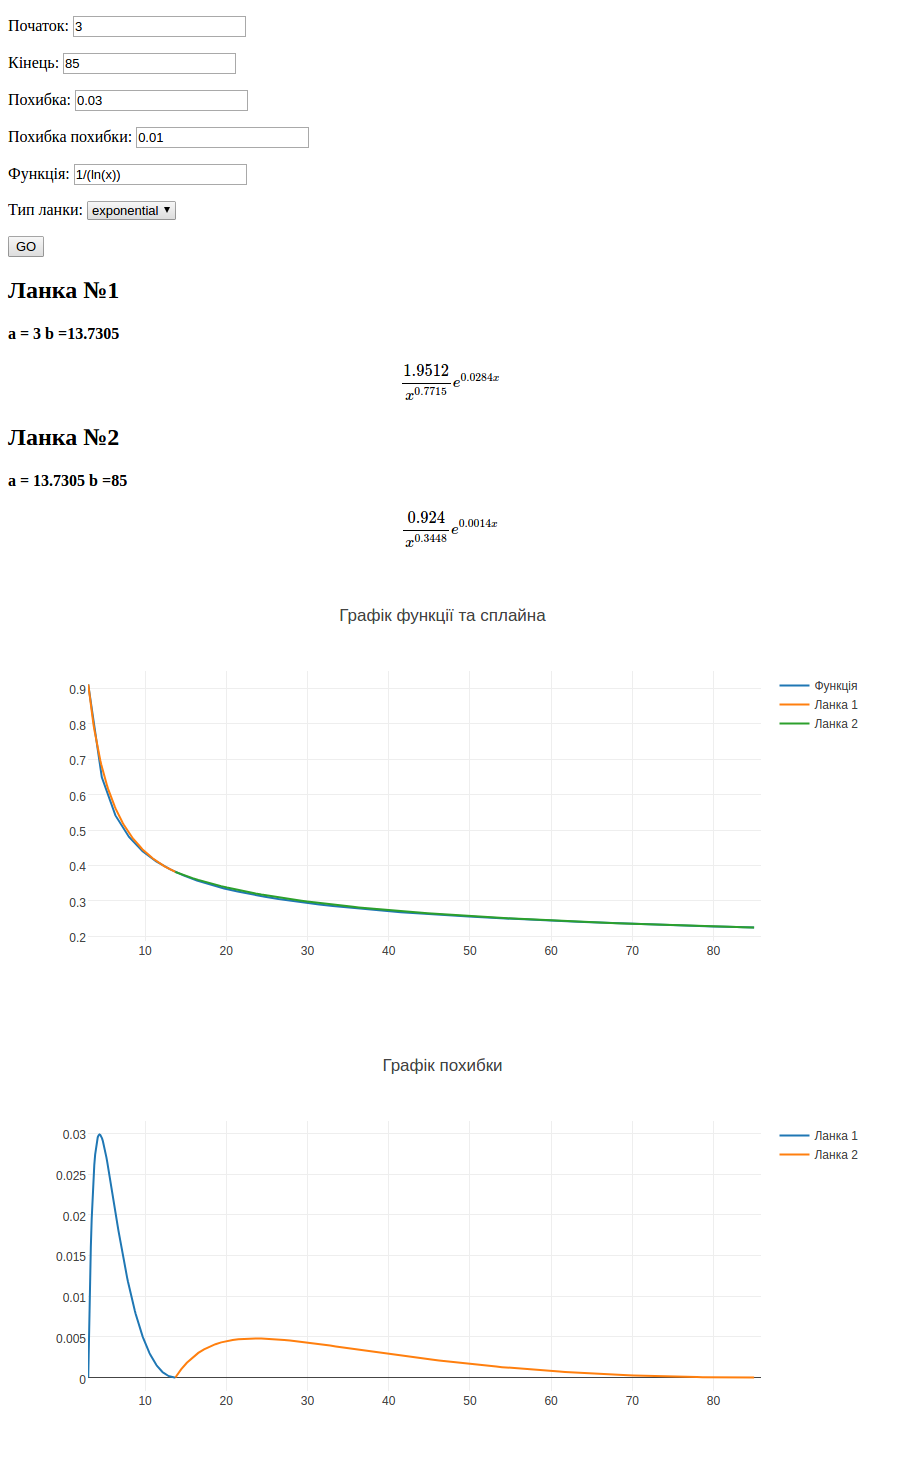 Початок: 3
Кінець: 85
Похибка: 0.03
Похибка похибки: 0.01
Функція: 1/(ln(x))
Тип ланки: exponential ▼
GO
Ланка №1
a = 3 b =13.7305
1.9512
x^0.7715 e^0.0284x
Ланка №2
a = 13.7305 b =85
0.924
x^0.3448 e^0.0014x
Графік функції та сплайна
Функція
Ланка 1
Ланка 2
0.9
0.8
0.7
0.6
0.5
0.4
0.3
0.2
10 20 30 40 50 60 70 80
Графік похибки
Ланка 1
Ланка 2
0.03
0.025
0.02
0.015
0.01
0.005
0
10 20 30 40 50 60 70 80